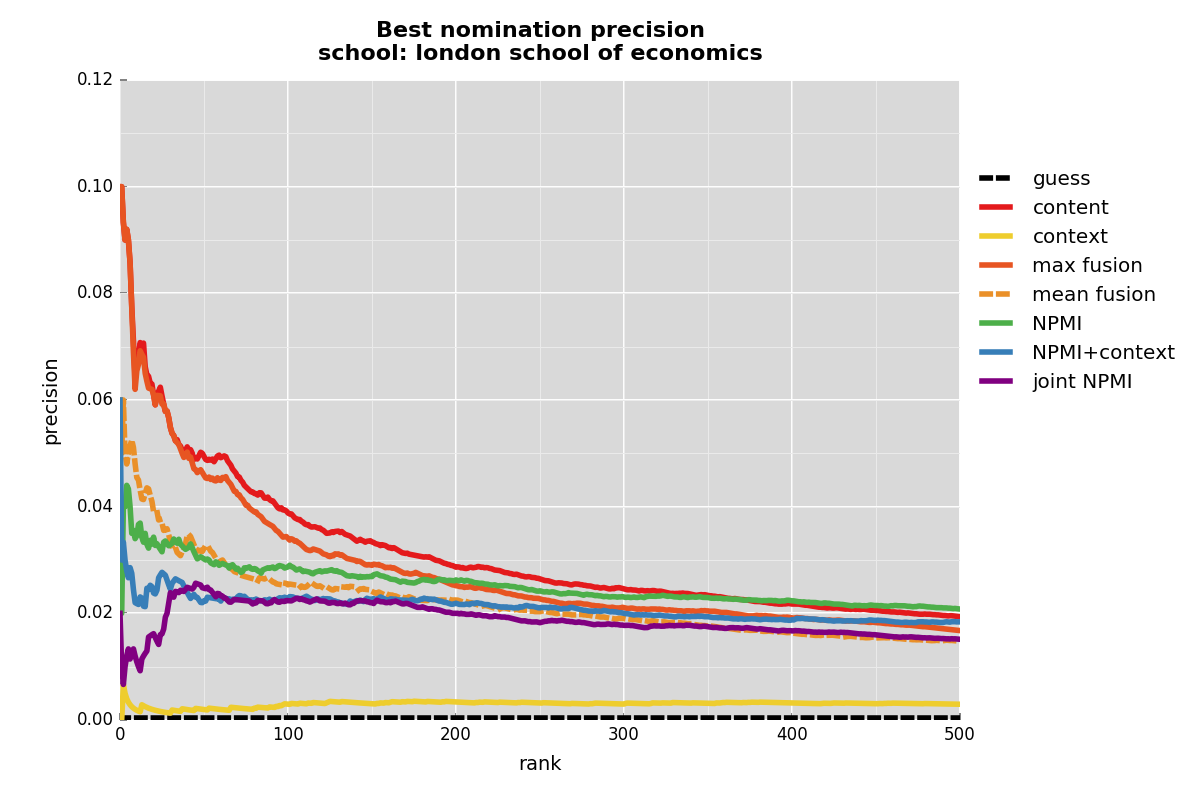 Best nomination precision
school: london school of economics
0.12
0.10
0.08
0.06
0.04
0.02
0.00
precision
0
100
200
300
400
500
rank
guess
content
context
max fusion
mean fusion
NPMI
NPMI+context
joint NPMI